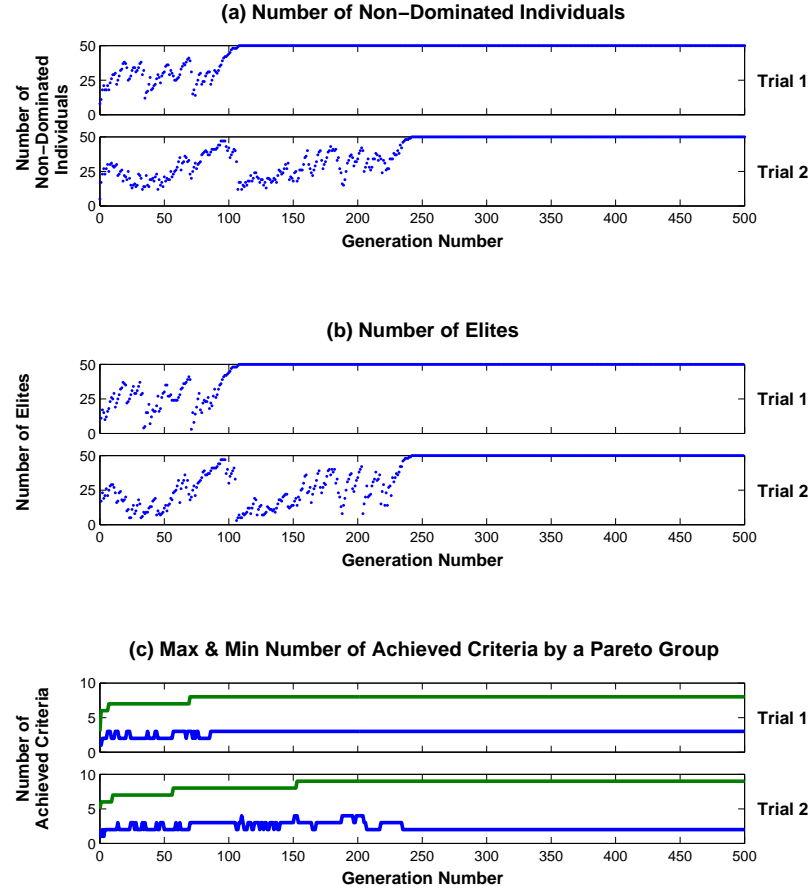 (a) Number of Non−Dominated Individuals
Number of
Non−Dominated
Individuals
50
25
0
Trial 1
50
25
0
Trial 2
0 50 100 150 200 250 300 350 400 450 500
Generation Number
(b) Number of Elites
Number of Elites
50
25
0
Trial 1
50
25
0
Trial 2
0 50 100 150 200 250 300 350 400 450 500
Generation Number
(c) Max & Min Number of Achieved Criteria by a Pareto Group
Number of
Achieved Criteria
10
5
0
Trial 1
10
5
0
Trial 2
0 50 100 150 200 250 300 350 400 450 500
Generation Number